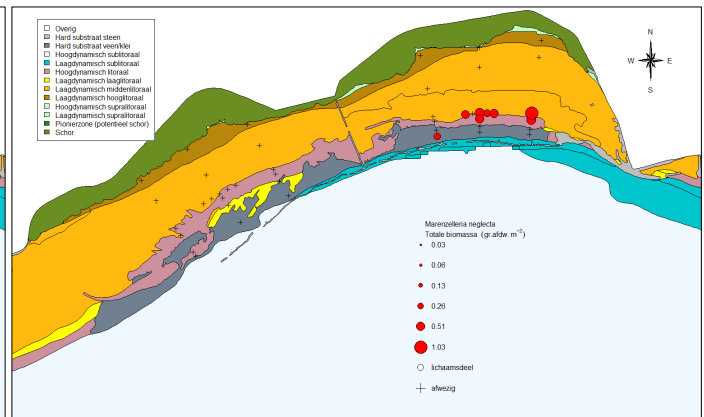 Overig
Hard substraat steen
Hard substraat veen/klei
Hoogdynamisch sublitoraal
Laagdynamisch sublitoraal
Hoogdynamisch litoraal
Laagdynamisch laaglitoraal
Laagdynamisch middenlitoraal
Laagdynamisch hooglitoraal
Hoogdynamisch supralitoraal
Laagdynamisch supralitoraal
Pionierzone (potentieel schor)
Schor
N
W E
S
Marenzelleria neglecta
Totale biomassa (gr.afdw. m⁻²)
0.03
0.06
0.13
0.26
0.51
1.03
lichaamsdeel
afwezig